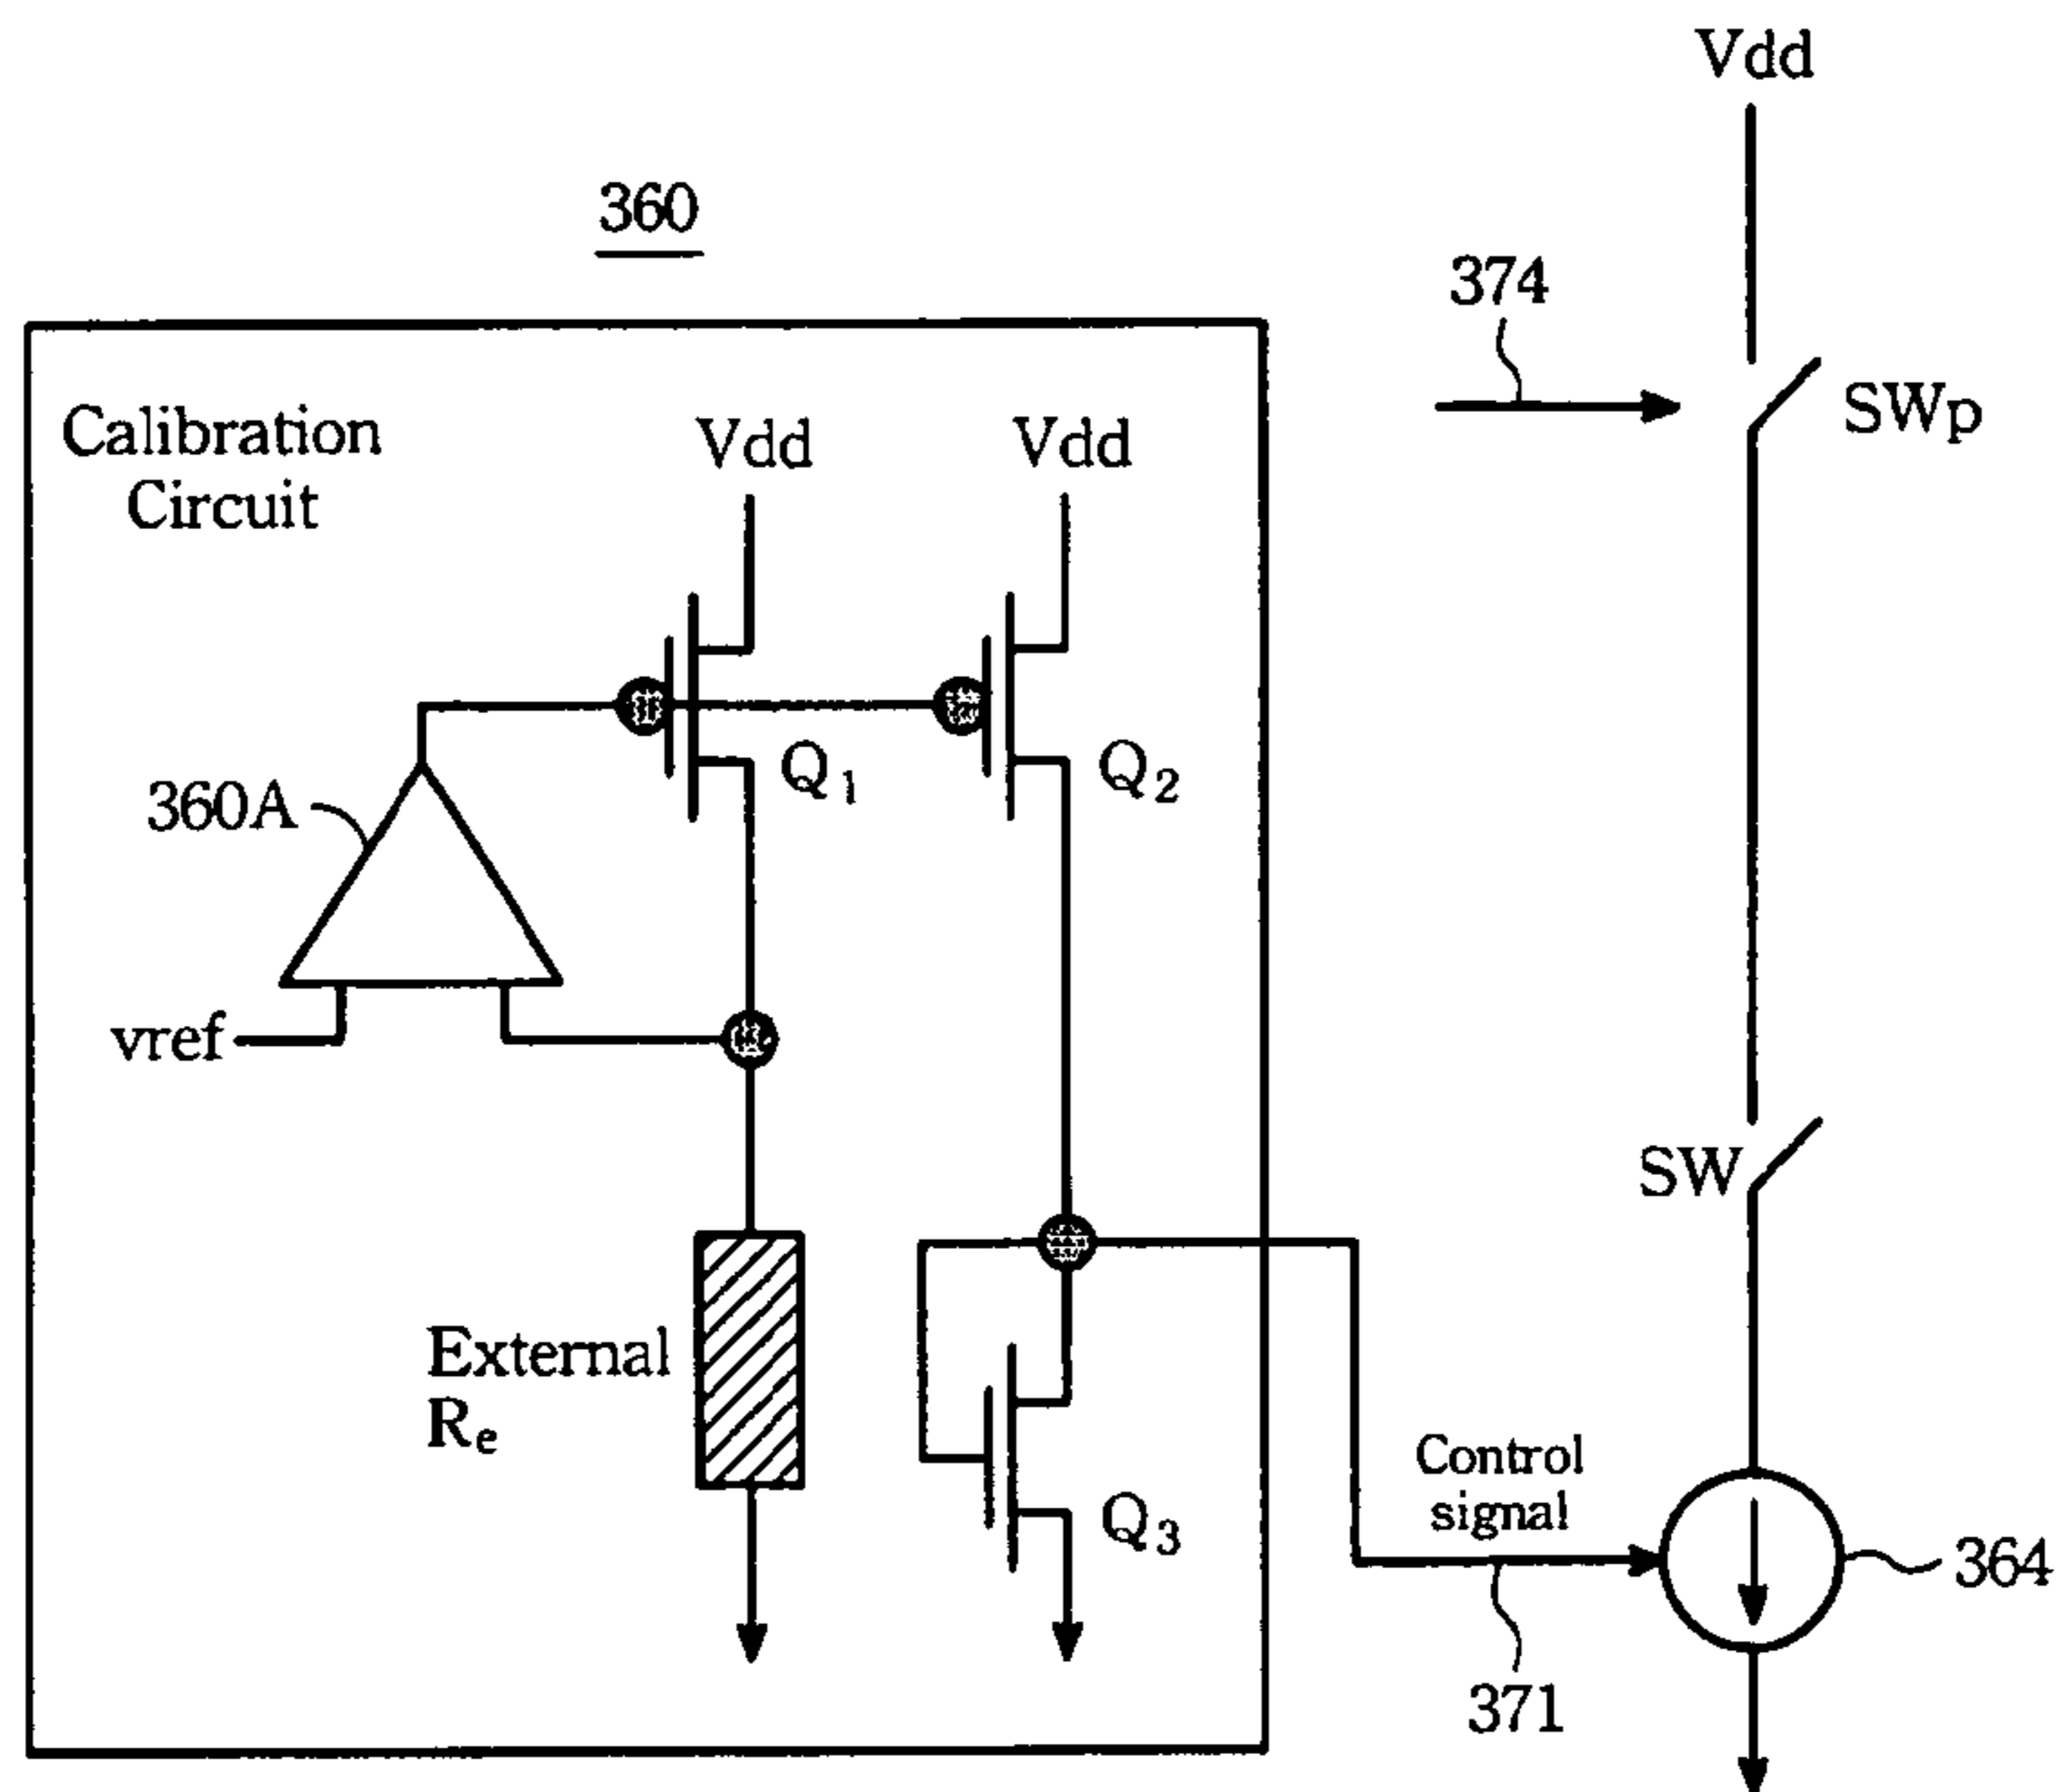 Vdd
360
374
SWp
Calibration
Circuit
Vdd
Vdd
Q1
Q2
360A
vref
SW
External
Re
Control
signal
Q3
364
371